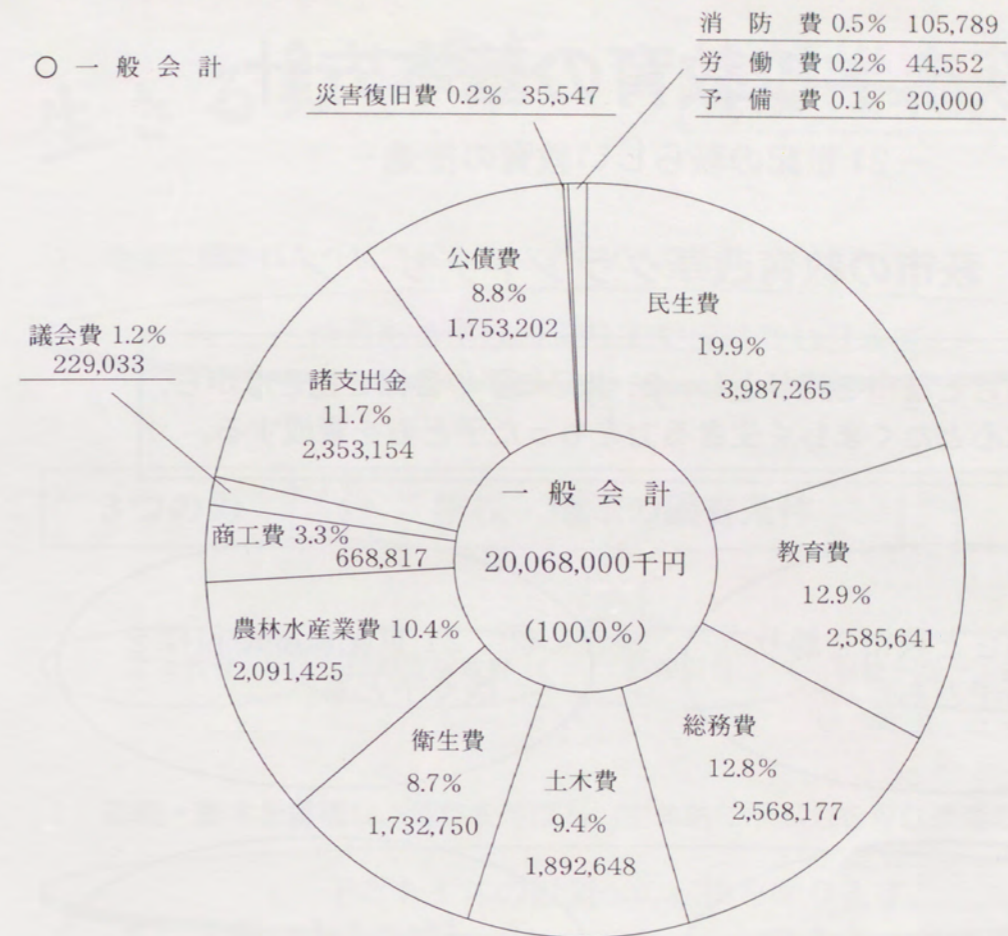 ○ 一般会計
消防費 0.5% 105,789
労働費 0.2% 44,552
予備費 0.1% 20,000
災害復旧費 0.2% 35,547
公債費
8.8%
1,753,202
民生費
19.9%
3,987,265
議会費 1.2%
229,033
諸支出金
11.7%
2,353,154
一般会計
20,068,000千円
(100.0%)
商工費 3.3%
668,817
教育費
12.9%
2,585,641
農林水産業費 10.4%
2,091,425
総務費
12.8%
2,568,177
衛生費
8.7%
1,732,750
土木費
9.4%
1,892,648